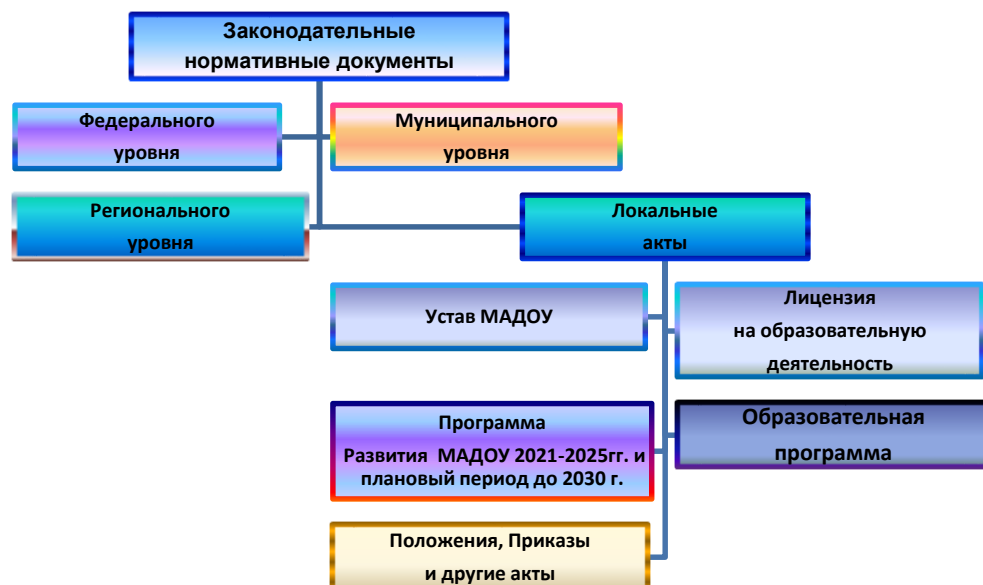 Законодательные
нормативные документы
Федерального
уровня
Муниципального
уровня
Регионального
уровня
Локальные
акты
Устав МАДОУ
Лицензия
на образовательную
деятельность
Программа
Развития МАДОУ 2021-2025гг. и
плановый период до 2030 г.
Образовательная
программа
Положения, Приказы
и другие акты